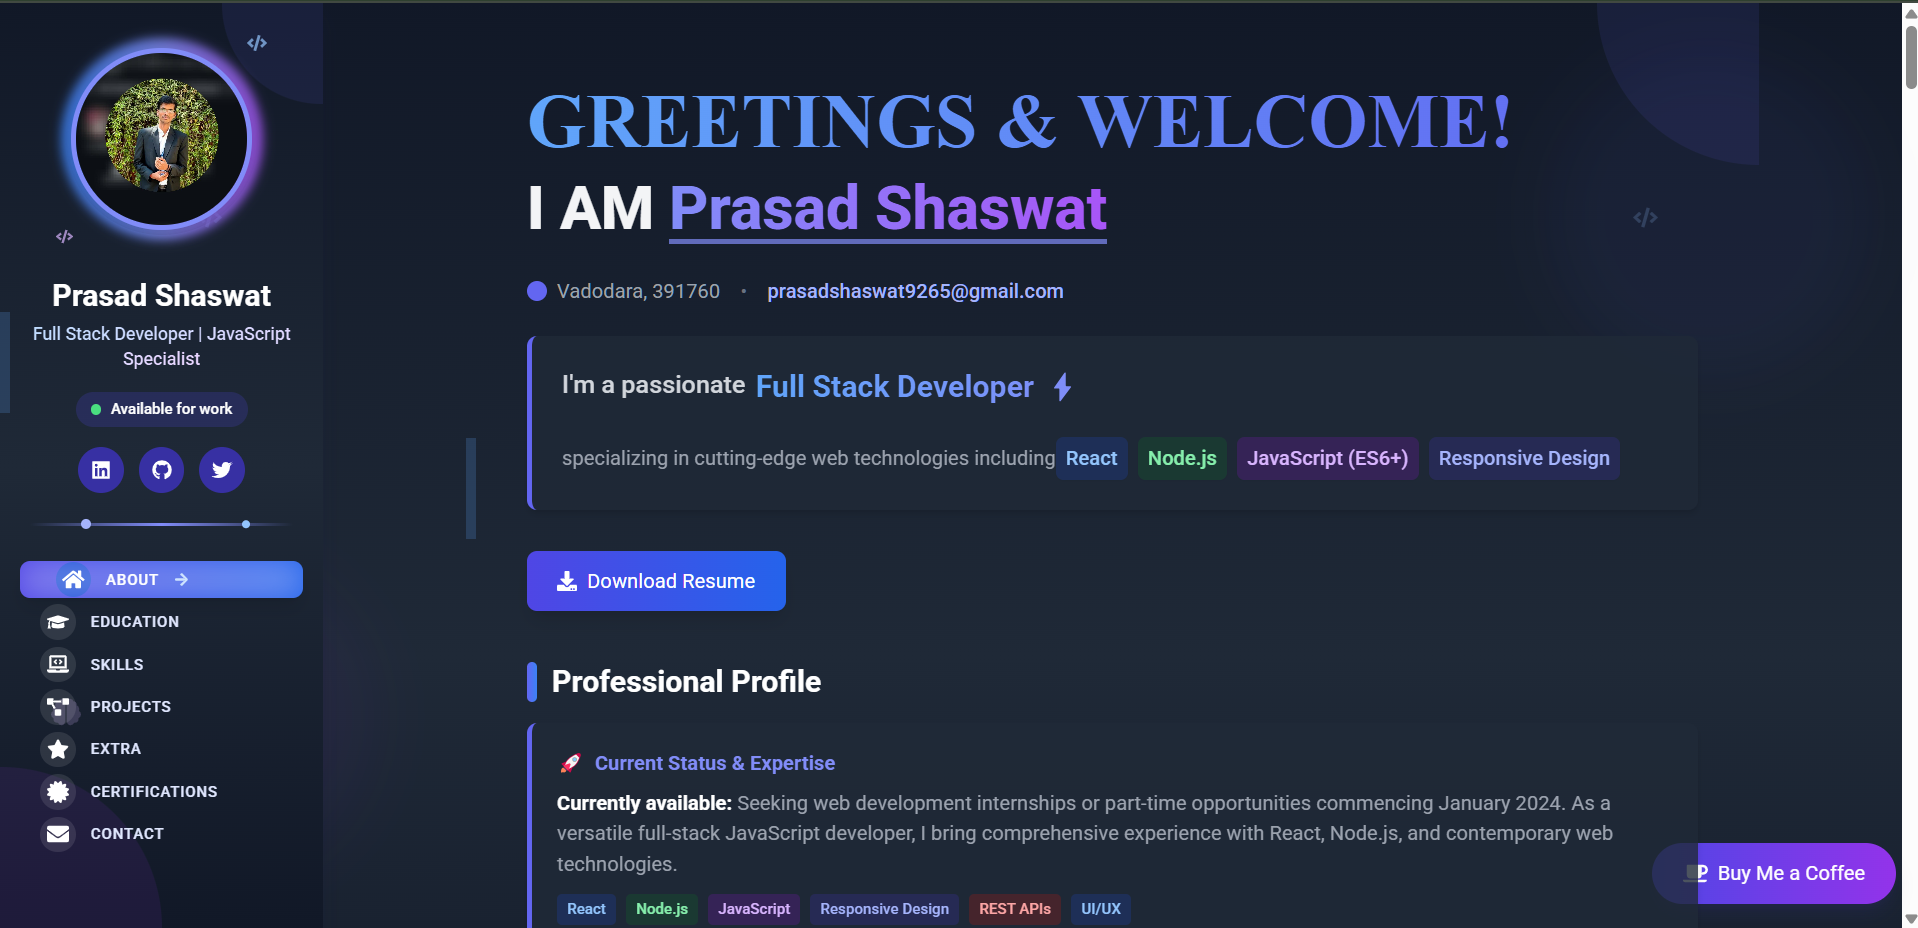 Prasad Shaswat
Full Stack Developer | JavaScript
Specialist
Available for work
ABOUT
EDUCATION
SKILLS
PROJECTS
EXTRA
CERTIFICATIONS
CONTACT
GREETINGS & WELCOME!
I AM Prasad Shaswat
Vadodara, 391760 • prasadshaswat9265@gmail.com
I'm a passionate Full Stack Developer
specializing in cutting-edge web technologies including React Node.js JavaScript (ES6+) Responsive Design
Download Resume
Professional Profile
Current Status & Expertise
Currently available: Seeking web development internships or part-time opportunities commencing January 2024. As a
versatile full-stack JavaScript developer, I bring comprehensive experience with React, Node.js, and contemporary web
technologies.
React Node.js JavaScript Responsive Design REST APIs UI/UX
Buy Me a Coffee